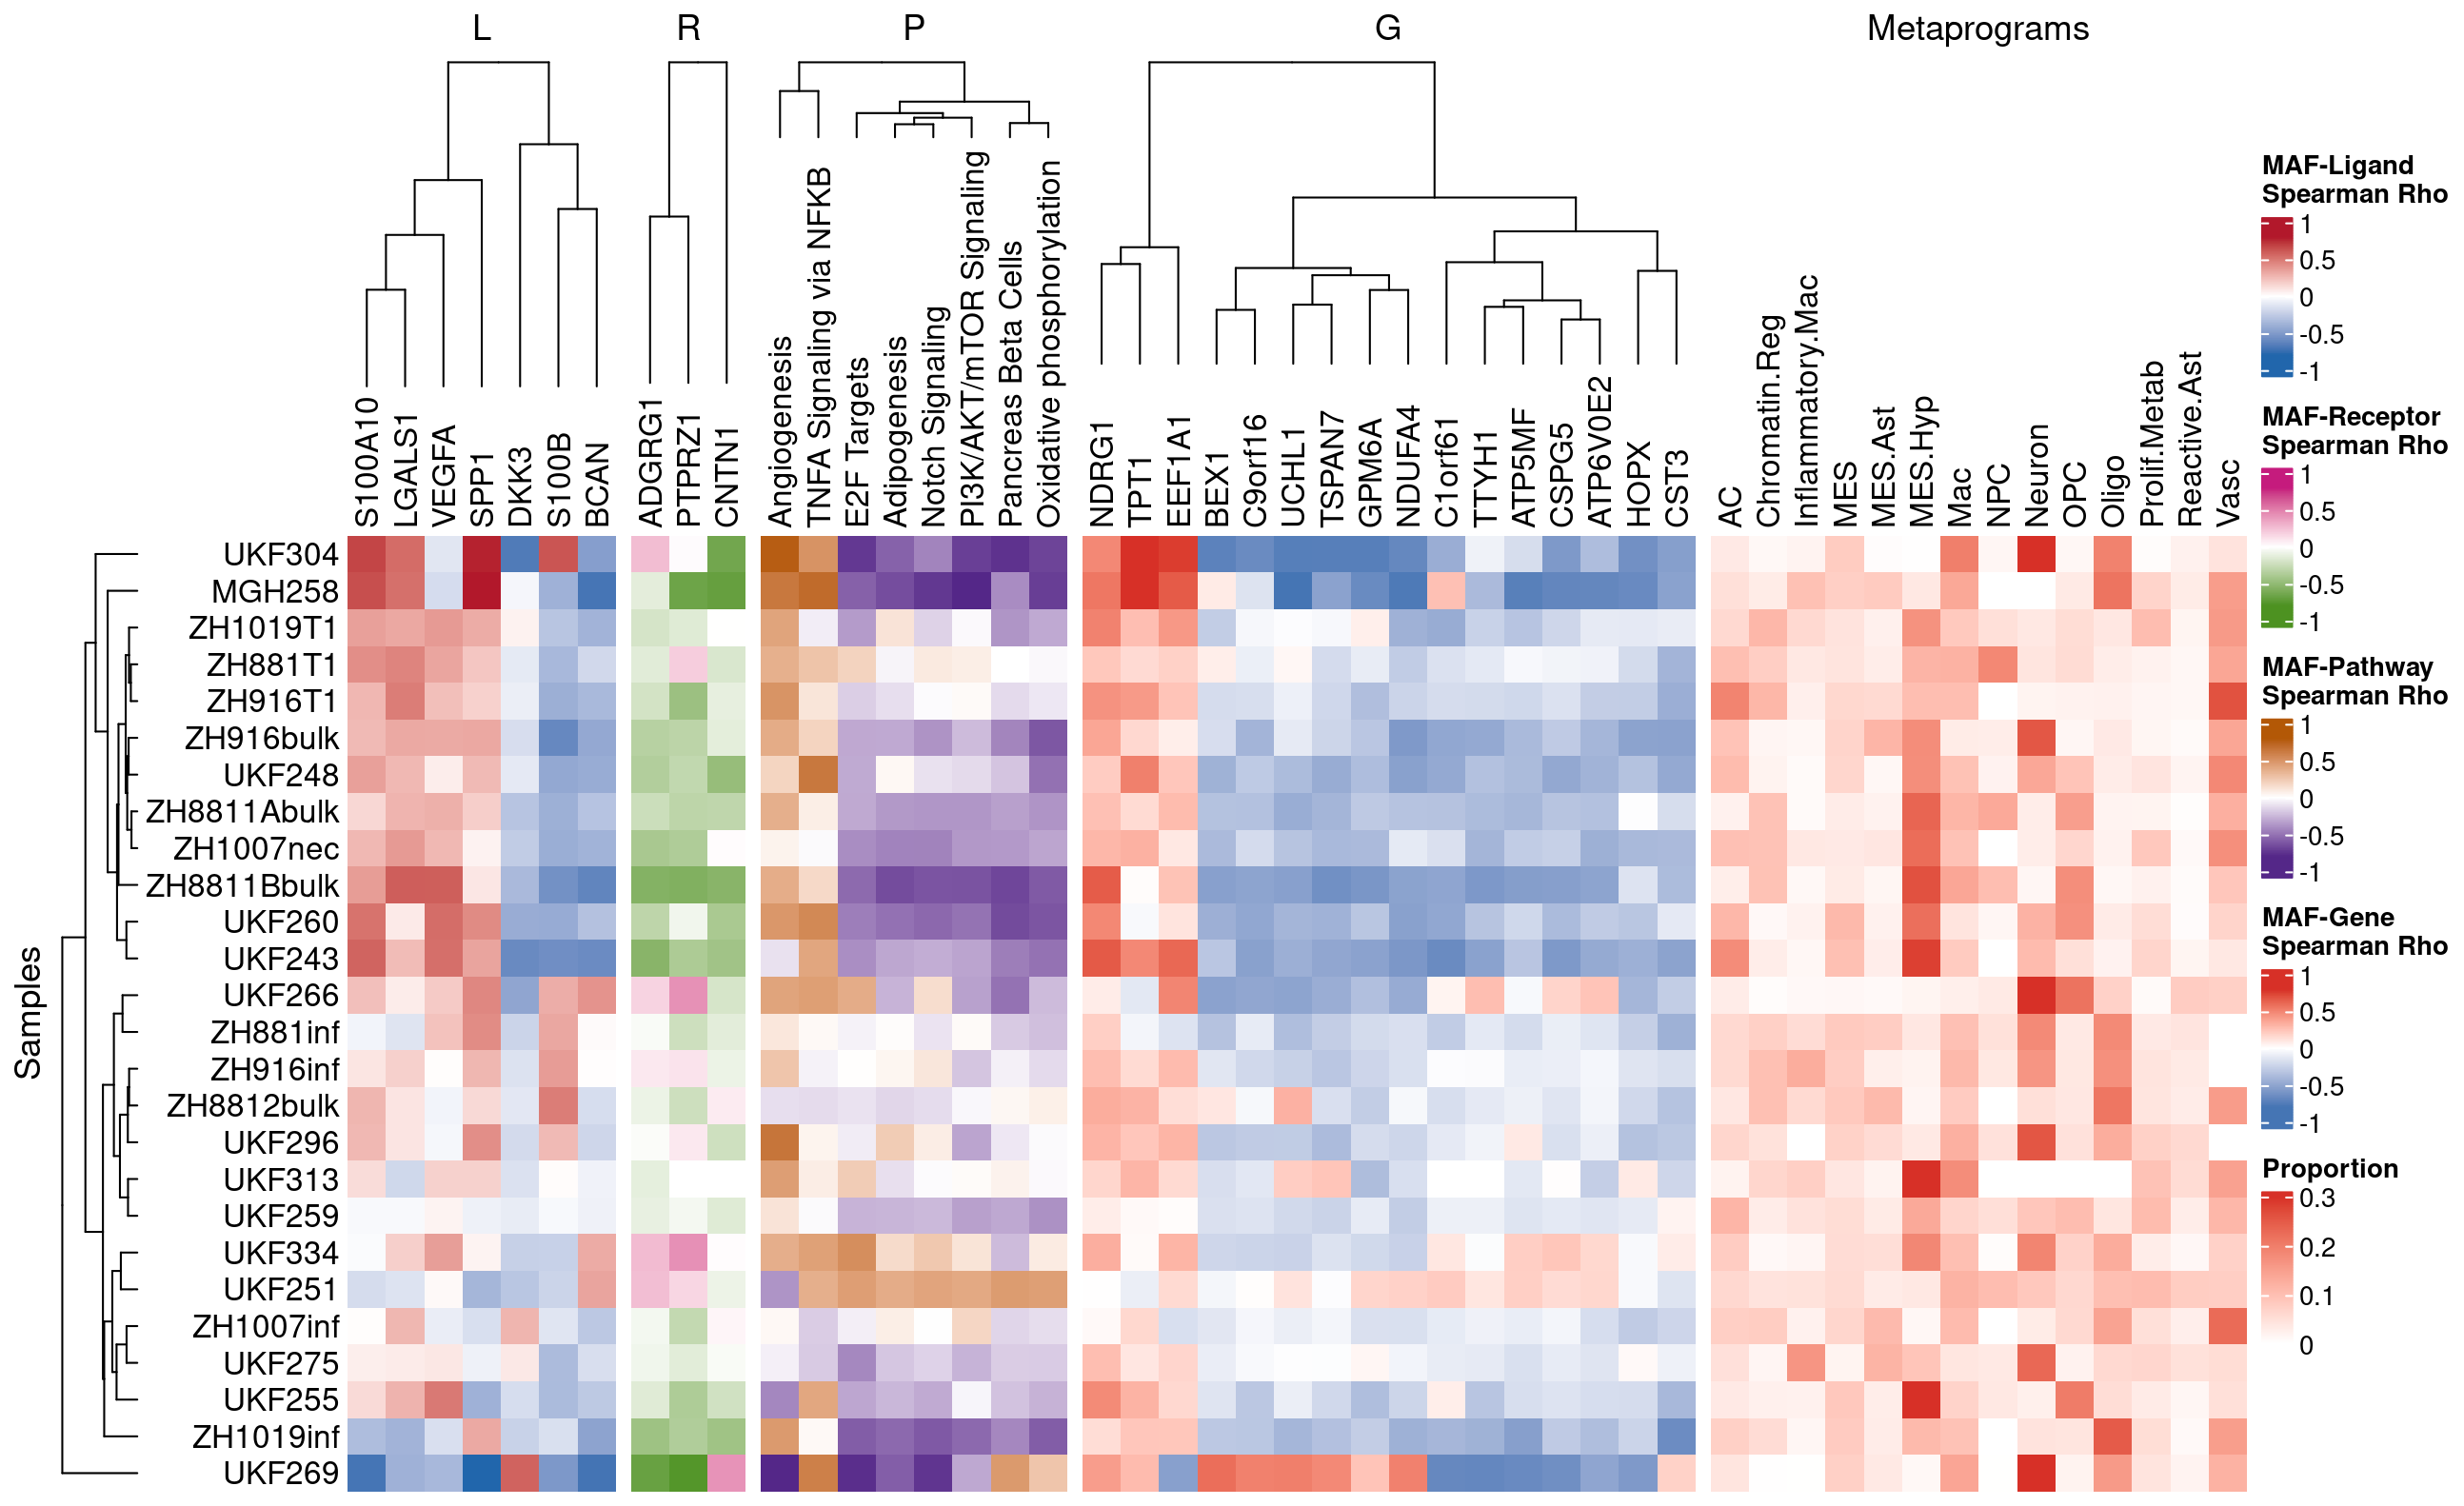 L
R
P
G
Metaprograms
S100A10
LGALS1
VEGFA
SPP1
DKK3
S100B
BCAN
ADGRG1
PTPRZ1
CNTN1
Angiogenesis
TNFA Signaling via NFKB
E2F Targets
Adipogenesis
Notch Signaling
PI3K/AKT/mTOR Signaling
Pancreas Beta Cells
Oxidative phosphorylation
NDRG1
TPT1
EEF1A1
BEX1
C9orf16
UCHL1
TSPAN7
GPM6A
NDUFA4
C1orf61
TTYH1
ATP5MF
CSPG5
ATP6V0E2
HOPX
CST3
AC
Chromatin.Reg
Inflammatory.Mac
MES
MES.Ast
MES.Hyp
Mac
NPC
Neuron
OPC
Oligo
Prolif.Metab
Reactive.Ast
Vasc
Samples
UKF304
MGH258
ZH1019T1
ZH881T1
ZH916T1
ZH916bulk
UKF248
ZH8811Abulk
ZH1007nec
ZH8811Bbulk
UKF260
UKF243
UKF266
ZH881inf
ZH916inf
ZH8812bulk
UKF296
UKF313
UKF259
UKF334
UKF251
ZH1007inf
UKF275
UKF255
ZH1019inf
UKF269
MAF-Ligand
Spearman Rho
1
0.5
0
-0.5
-1
MAF-Receptor
Spearman Rho
1
0.5
0
-0.5
-1
MAF-Pathway
Spearman Rho
1
0.5
0
-0.5
-1
MAF-Gene
Spearman Rho
1
0.5
0
-0.5
-1
Proportion
0.3
0.2
0.1
0